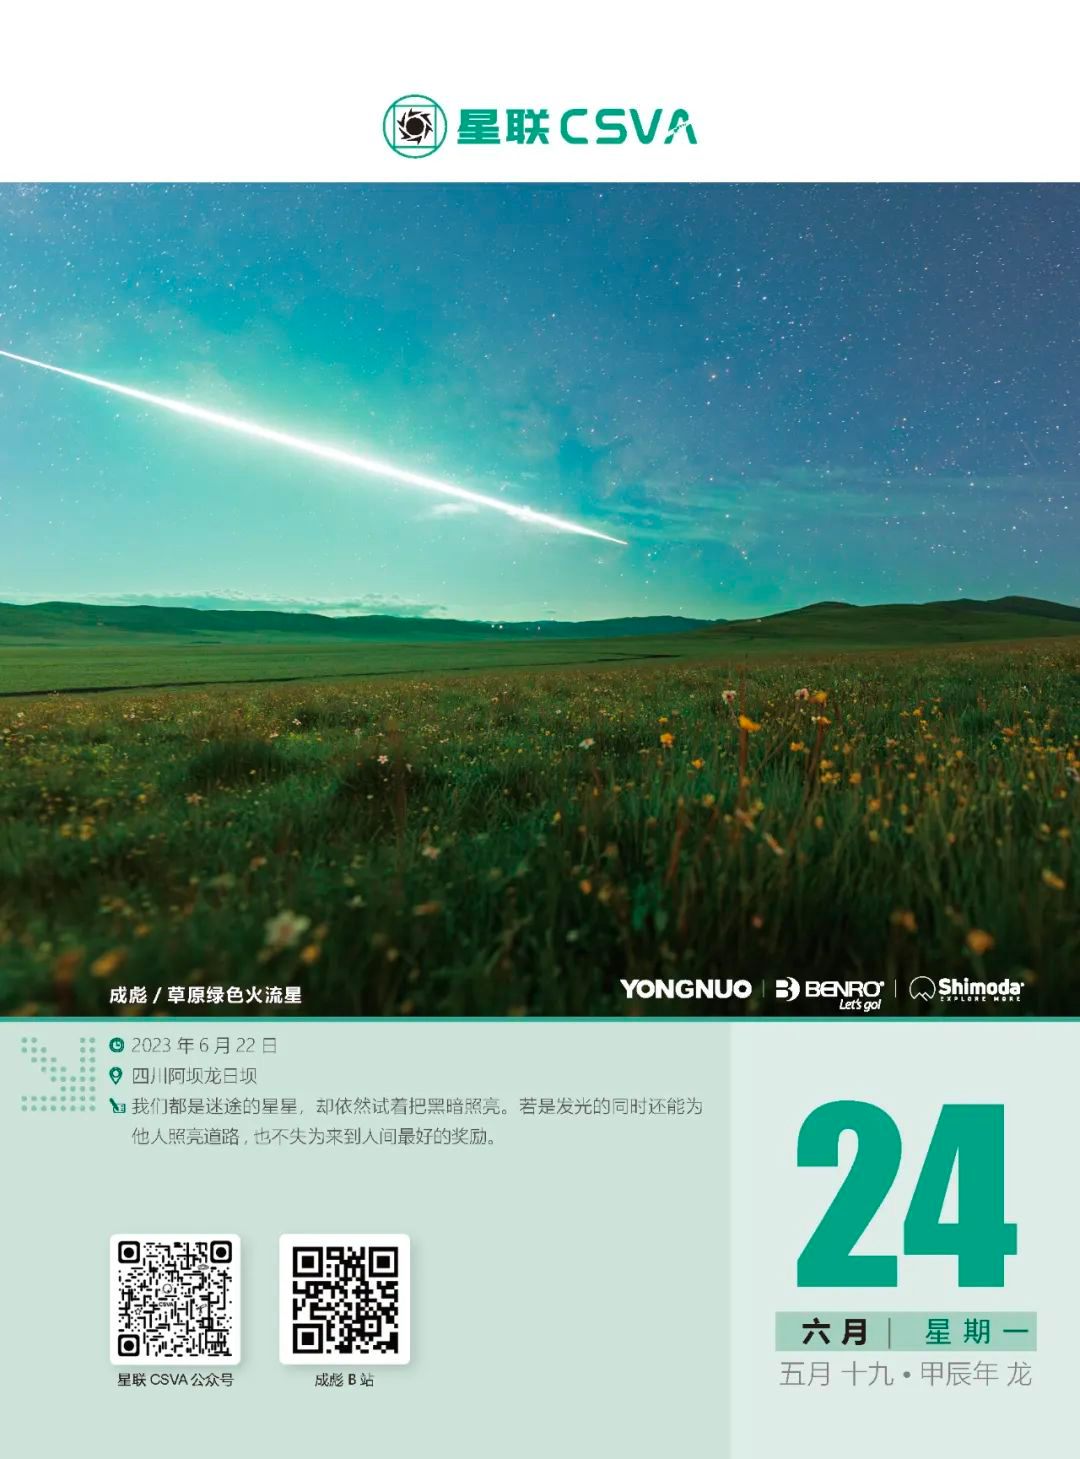 星联CSVA
成彪 / 草原绿色火流星
YONGNUO
BENRO
Let's go!
Shimoda
EXPLORE MORE
2023 年 6 月 22 日
四川阿坝龙日坝
我们都是迷途的星星，却依然试着把黑暗照亮。若是发光的同时还能为
他人照亮道路，也不失为来到人间最好的奖励。
24
六月 | 星期一
五月 十九 • 甲辰年 龙
星联 CSVA 公众号
成彪 B 站